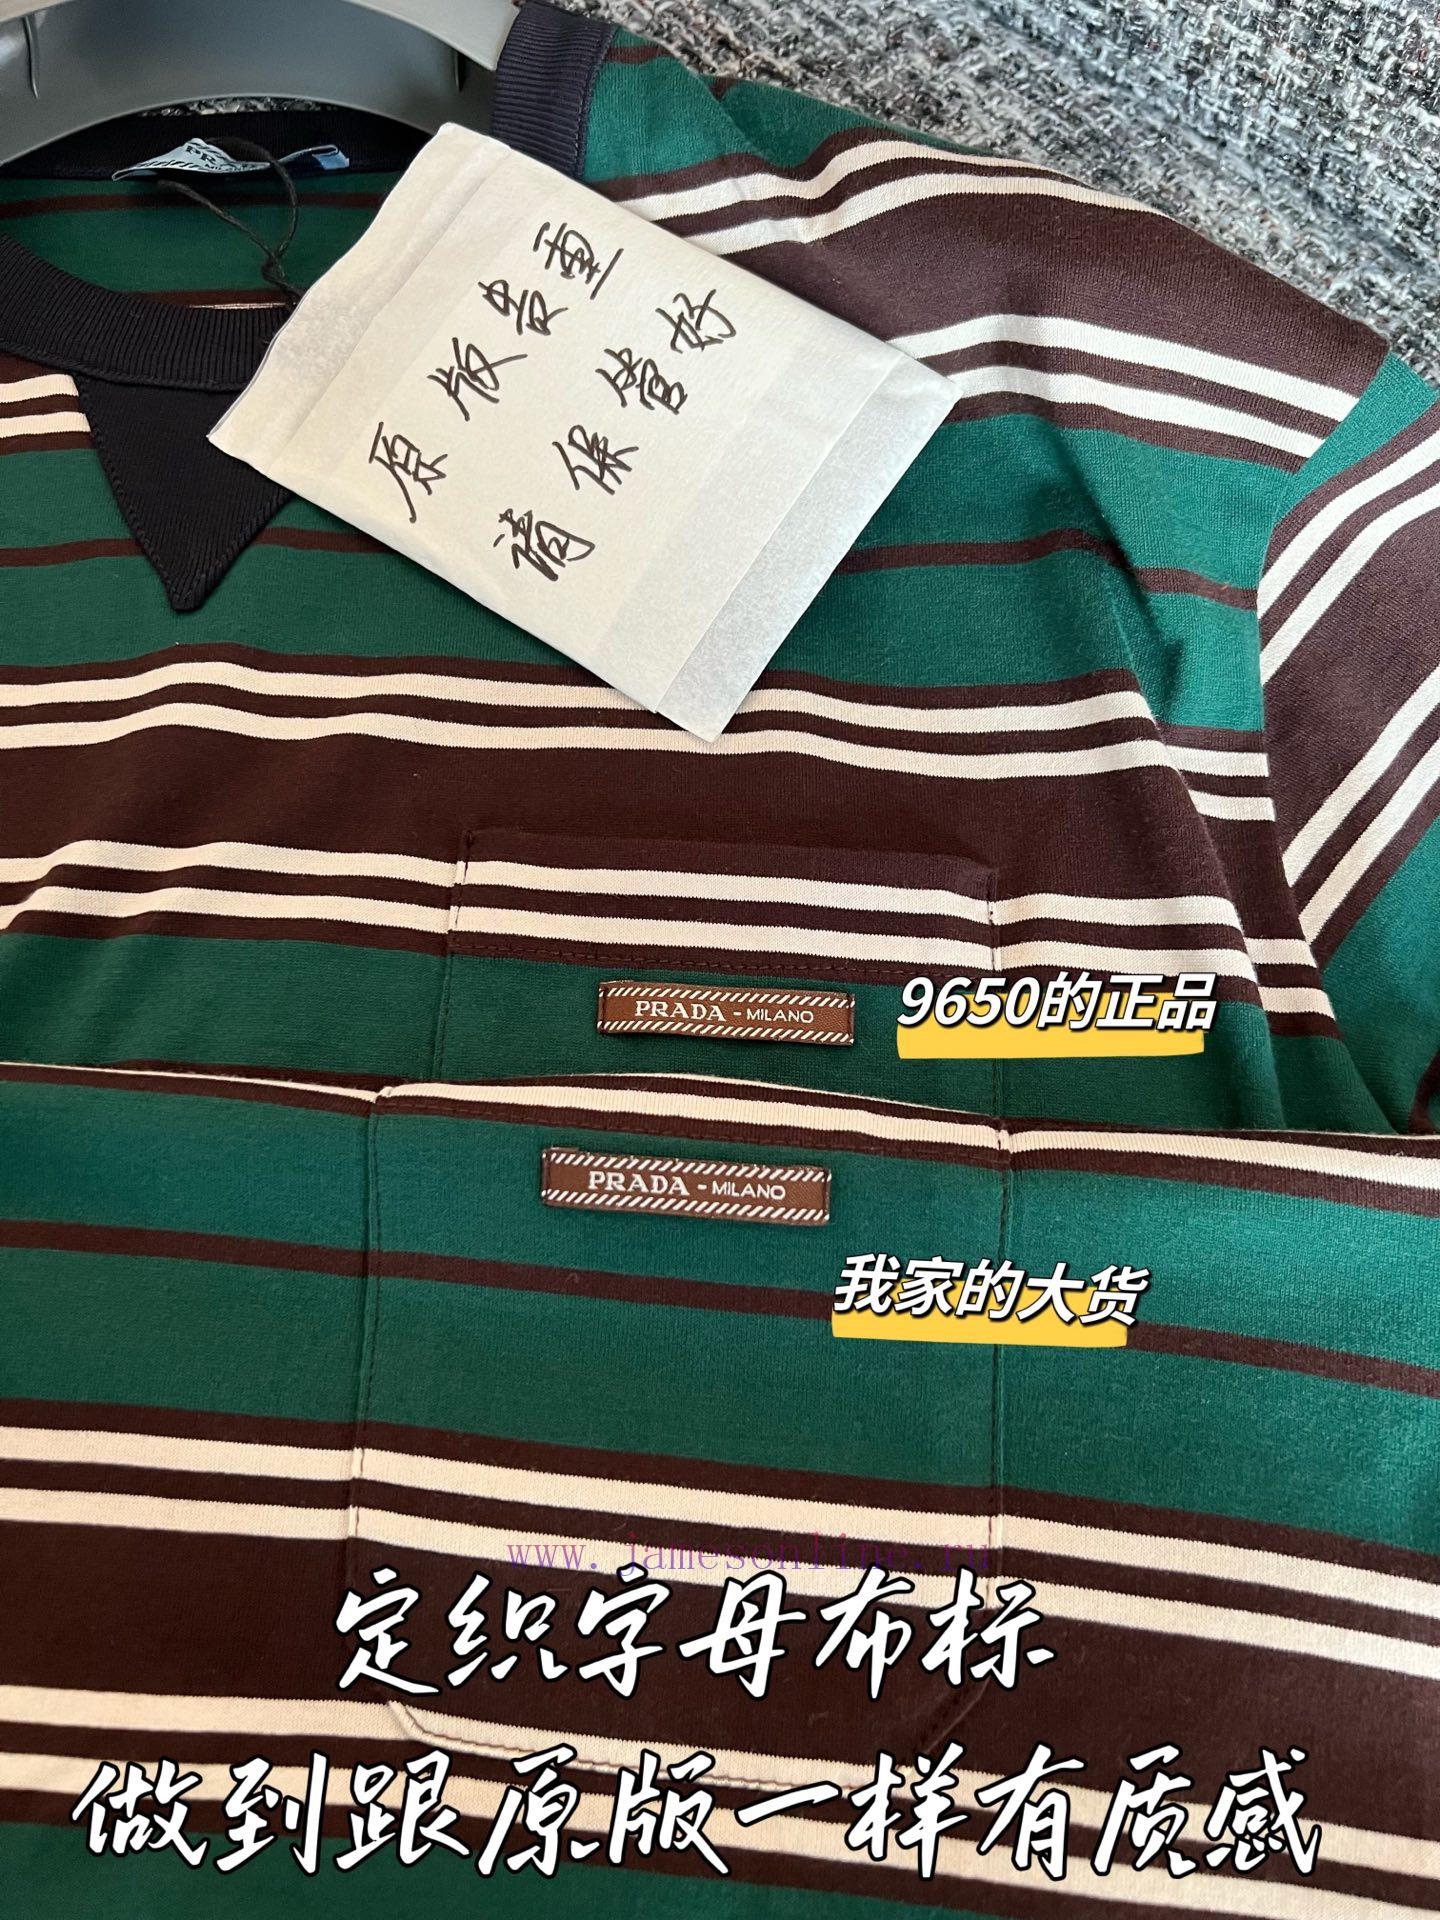 原版贵重
请保管好
PRADA - MILANO
9650的正品
PRADA - MILANO
我家的大货
www.jamesonline.ru
定织字母布标
做到跟原版一样有质感